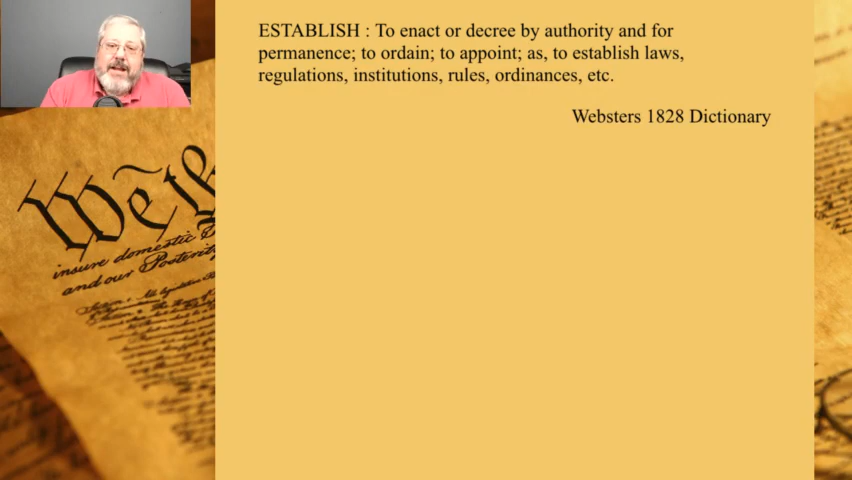 ESTABLISH : To enact or decree by authority and for
permanence; to ordain; to appoint; as, to establish laws,
regulations, institutions, rules, ordinances, etc.
Websters 1828 Dictionary
We the
insure domestic
and our Posterity